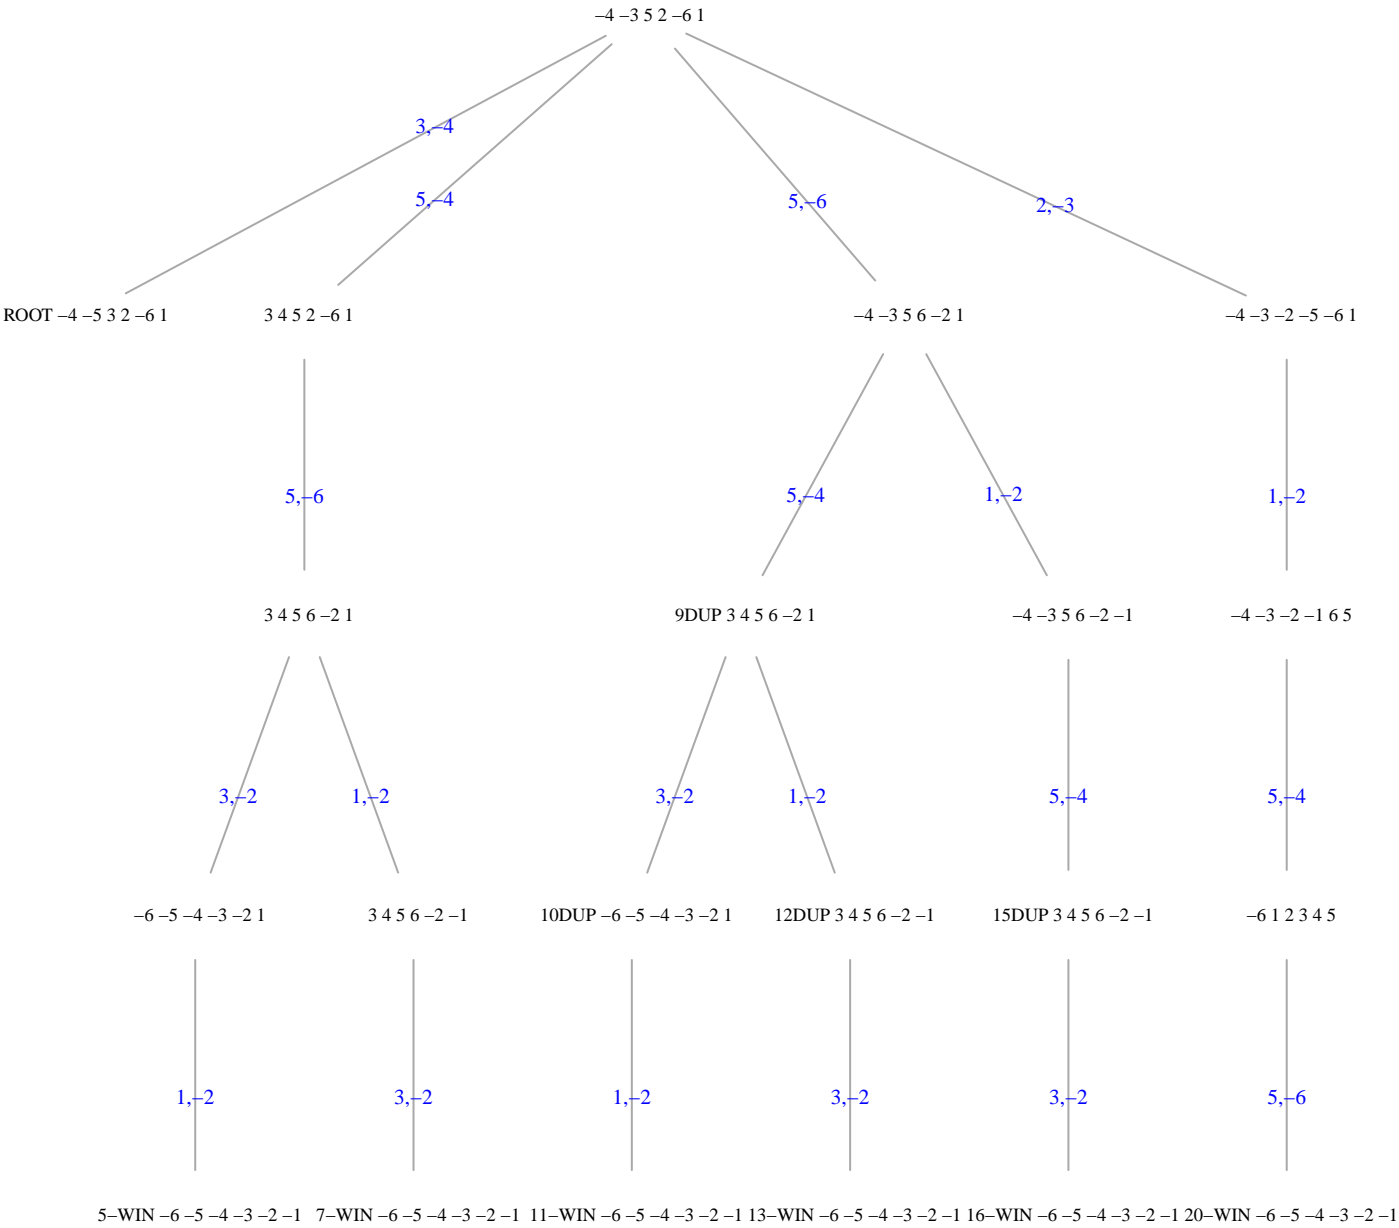 –4 –3 5 2 –6 1
3,–4
5,–4
5,–6
2,–3
ROOT –4 –5 3 2 –6 1
3 4 5 2 –6 1
–4 –3 5 6 –2 1
–4 –3 –2 –5 –6 1
5,–6
5,–4
1,–2
1,–2
3 4 5 6 –2 1
9DUP 3 4 5 6 –2 1
–4 –3 5 6 –2 –1
–4 –3 –2 –1 6 5
3,–2
1,–2
3,–2
1,–2
5,–4
5,–4
–6 –5 –4 –3 –2 1
3 4 5 6 –2 –1
10DUP –6 –5 –4 –3 –2 1
12DUP 3 4 5 6 –2 –1
15DUP 3 4 5 6 –2 –1
–6 1 2 3 4 5
1,–2
3,–2
1,–2
3,–2
3,–2
5,–6
5–WIN –6 –5 –4 –3 –2 –1
7–WIN –6 –5 –4 –3 –2 –1
11–WIN –6 –5 –4 –3 –2 –1
13–WIN –6 –5 –4 –3 –2 –1
16–WIN –6 –5 –4 –3 –2 –1
20–WIN –6 –5 –4 –3 –2 –1